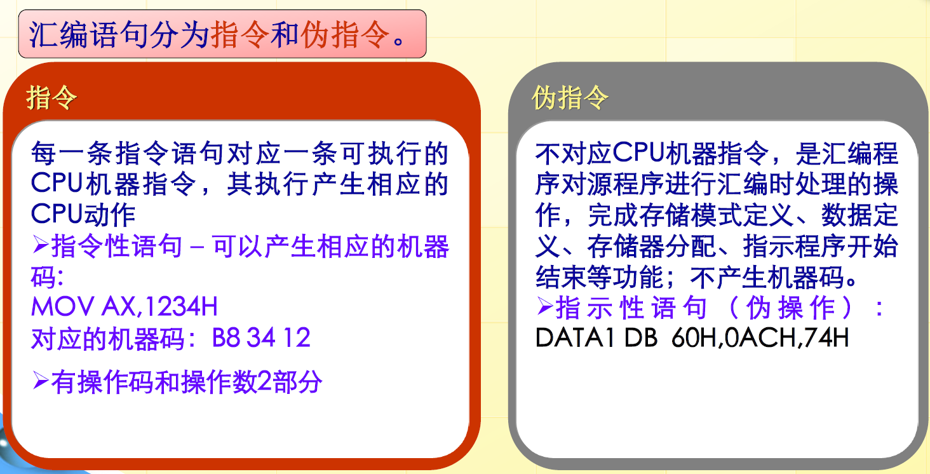 汇编语句分为指令和伪指令。
指令
每一条指令语句对应一条可执行的
CPU机器指令，其执行产生相应的
CPU动作
➢指令性语句 – 可以产生相应的机器
码:
MOV AX,1234H
对应的机器码：B8 34 12
➢有操作码和操作数2部分
伪指令
不对应CPU机器指令，是汇编程
序对源程序进行汇编时处理的操
作，完成存储模式定义、数据定
义、存储器分配、指示程序开始
结束等功能；不产生机器码。
➢指示性语句（伪操作）：
DATA1 DB  60H,0ACH,74H